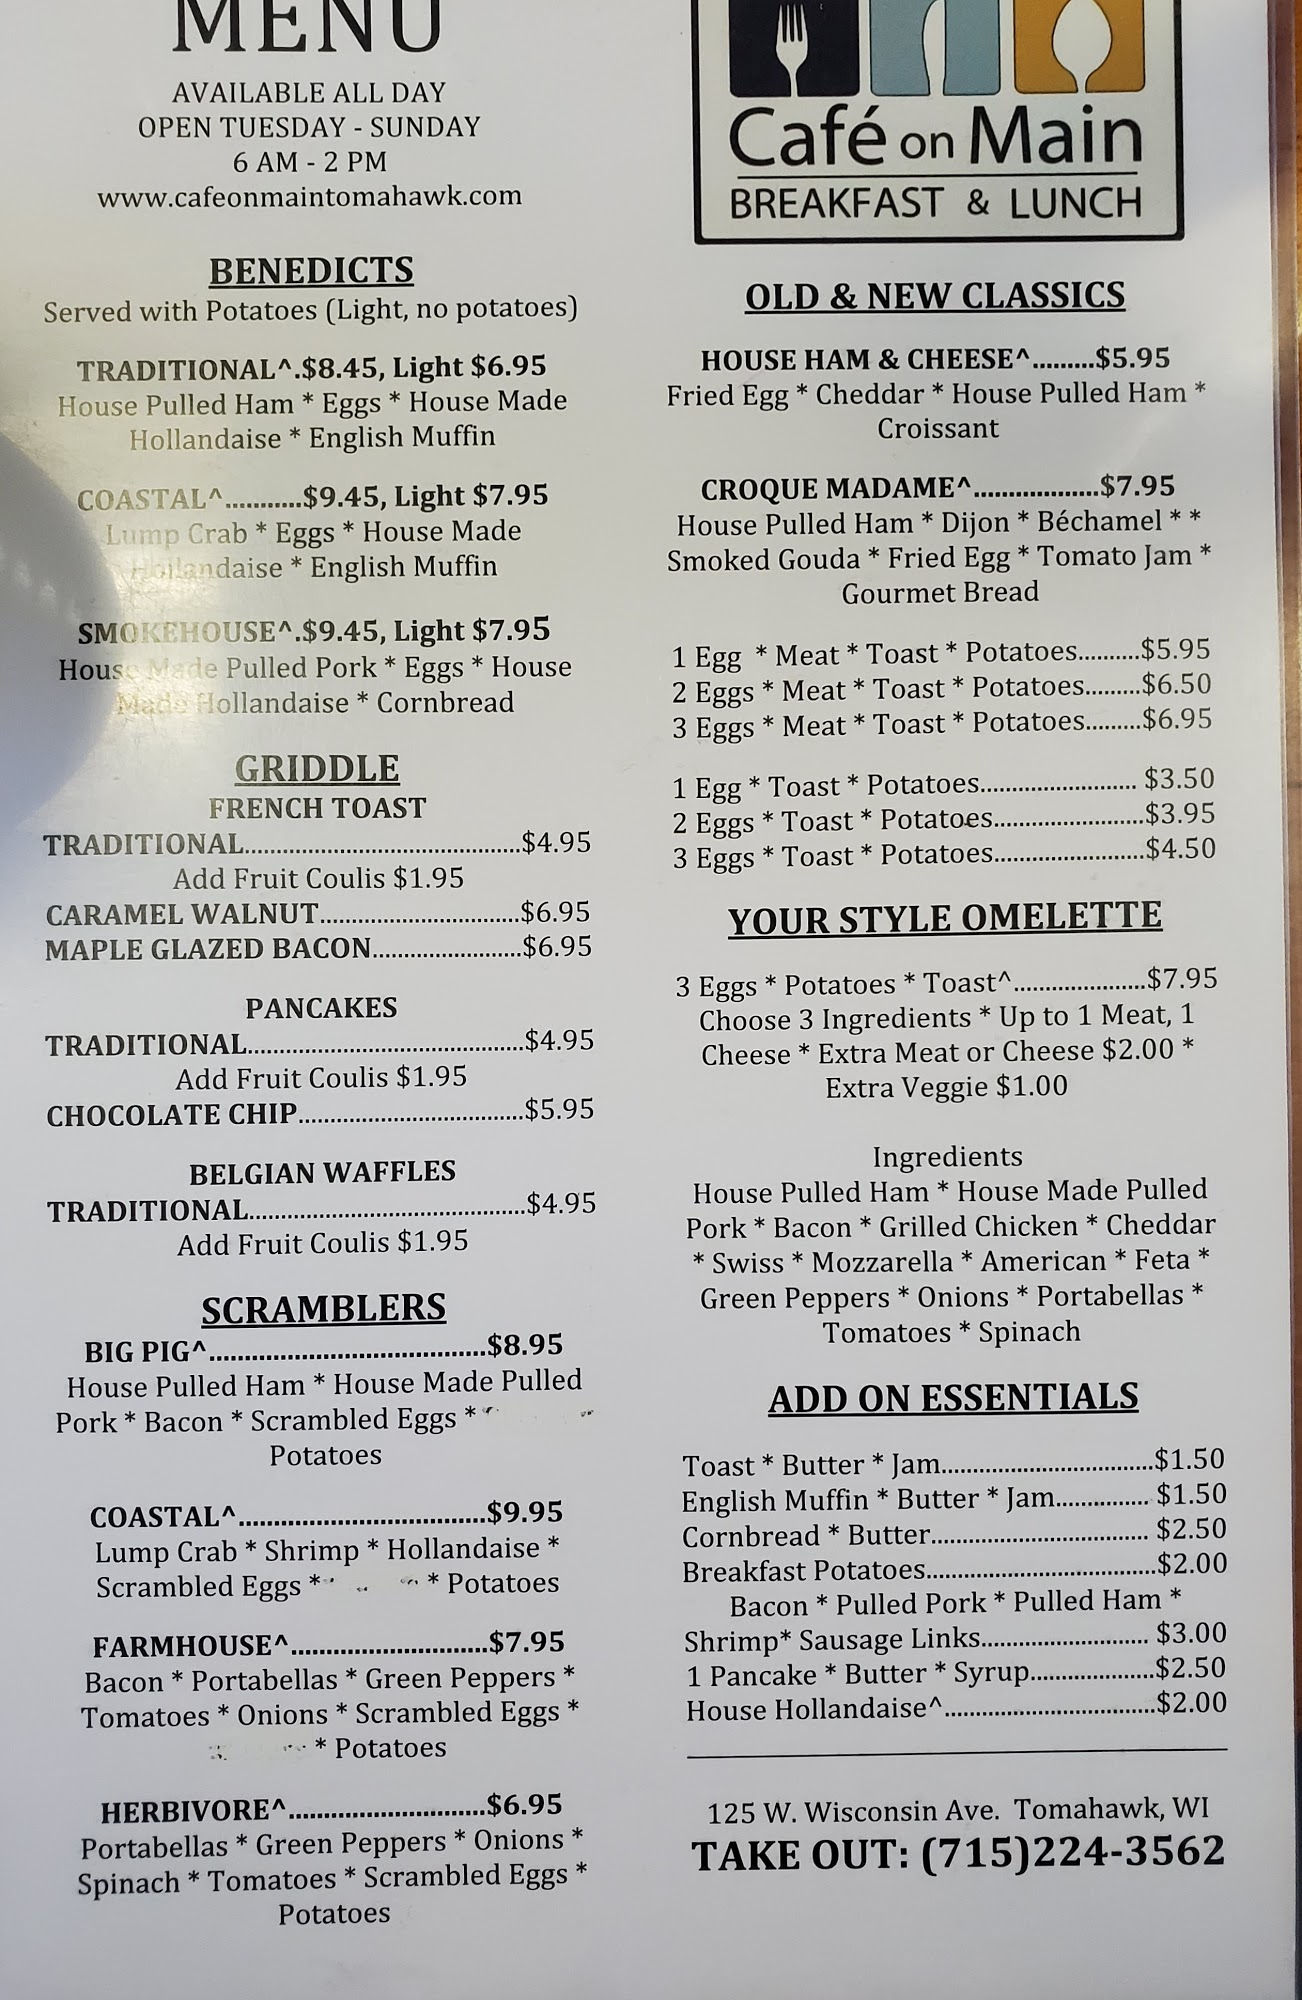 MENU
AVAILABLE ALL DAY
OPEN TUESDAY - SUNDAY
6 AM - 2 PM
www.cafeonmaintomahawk.com
BENEDICTS
Served with Potatoes (Light, no potatoes)
TRADITIONAL^.$8.45, Light $6.95
House Pulled Ham * Eggs * House Made
Hollandaise * English Muffin
COASTAL^...........$9.45, Light $7.95
Lump Crab * Eggs * House Made
Hollandaise * English Muffin
SMOKEHOUSE^.$9.45, Light $7.95
House Made Pulled Pork * Eggs * House
Made Hollandaise * Cornbread
GRIDDLE
FRENCH TOAST
TRADITIONAL.......................................$4.95
Add Fruit Coulis $1.95
CARAMEL WALNUT............................$6.95
MAPLE GLAZED BACON.....................$6.95
PANCAKES
TRADITIONAL.......................................$4.95
Add Fruit Coulis $1.95
CHOCOLATE CHIP................................$5.95
BELGIAN WAFFLES
TRADITIONAL.......................................$4.95
Add Fruit Coulis $1.95
SCRAMBLERS
BIG PIG^.......................................$8.95
House Pulled Ham * House Made Pulled
Pork * Bacon * Scrambled Eggs *
Potatoes
COASTAL^...................................$9.95
Lump Crab * Shrimp * Hollandaise *
Scrambled Eggs * * Potatoes
FARMHOUSE^............................$7.95
Bacon * Portabellas * Green Peppers *
Tomatoes * Onions * Scrambled Eggs *
* Potatoes
HERBIVORE^............................$6.95
Portabellas * Green Peppers * Onions *
Spinach * Tomatoes * Scrambled Eggs *
Potatoes
Café on Main
BREAKFAST & LUNCH
OLD & NEW CLASSICS
HOUSE HAM & CHEESE^.........$5.95
Fried Egg * Cheddar * House Pulled Ham *
Croissant
CROQUE MADAME^..................$7.95
House Pulled Ham * Dijon * Béchamel * *
Smoked Gouda * Fried Egg * Tomato Jam *
Gourmet Bread
1 Egg * Meat * Toast * Potatoes.........$5.95
2 Eggs * Meat * Toast * Potatoes........$6.50
3 Eggs * Meat * Toast * Potatoes........$6.95
1 Egg * Toast * Potatoes...................... $3.50
2 Eggs * Toast * Potatoes.....................$3.95
3 Eggs * Toast * Potatoes.....................$4.50
YOUR STYLE OMELETTE
3 Eggs * Potatoes * Toast^...................$7.95
Choose 3 Ingredients * Up to 1 Meat, 1
Cheese * Extra Meat or Cheese $2.00 *
Extra Veggie $1.00
Ingredients
House Pulled Ham * House Made Pulled
Pork * Bacon * Grilled Chicken * Cheddar
* Swiss * Mozzarella * American * Feta *
Green Peppers * Onions * Portabellas *
Tomatoes * Spinach
ADD ON ESSENTIALS
Toast * Butter * Jam..............................$1.50
English Muffin * Butter * Jam............. $1.50
Cornbread * Butter............................... $2.50
Breakfast Potatoes................................$2.00
Bacon * Pulled Pork * Pulled Ham *
Shrimp* Sausage Links........................ $3.00
1 Pancake * Butter * Syrup..................$2.50
House Hollandaise^..............................$2.00
125 W. Wisconsin Ave. Tomahawk, WI
TAKE OUT: (715)224-3562